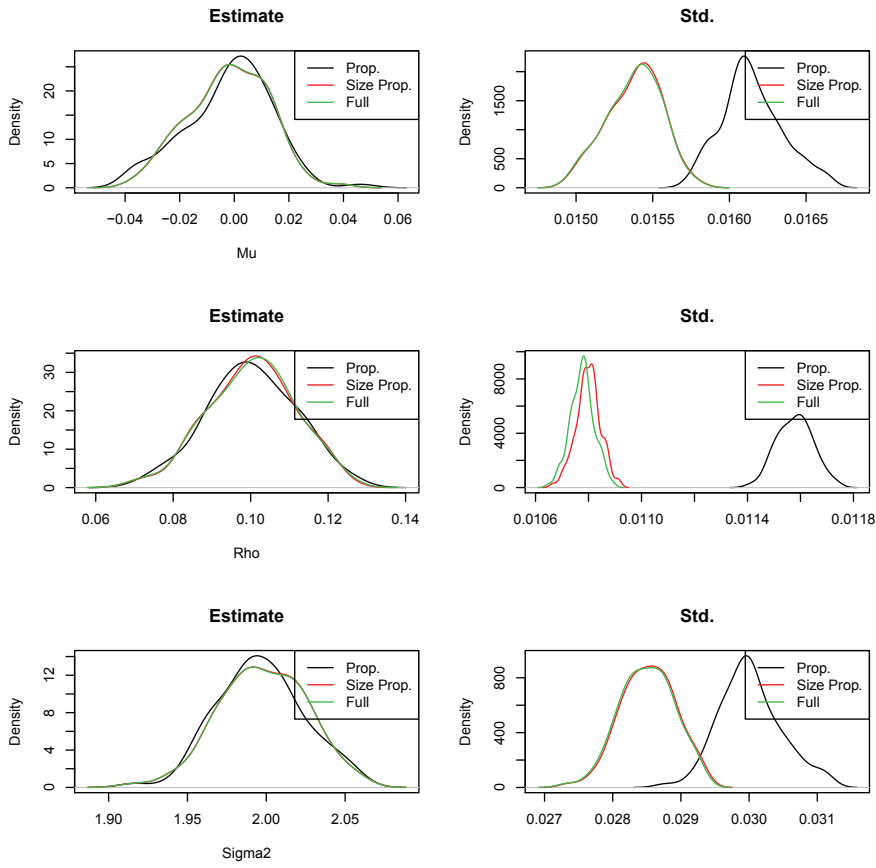 Estimate
Density
0 5 10 15 20
−0.04 −0.02 0.00 0.02 0.04 0.06
Mu
Prop.
Size Prop.
Full
Std.
Density
0 500 1500
0.0150 0.0155 0.0160 0.0165
Prop.
Size Prop.
Full
Estimate
Density
0 10 20 30
0.06 0.08 0.10 0.12 0.14
Rho
Prop.
Size Prop.
Full
Std.
Density
0 4000 8000
0.0106 0.0110 0.0114 0.0118
Prop.
Size Prop.
Full
Estimate
Density
0 4 8 12
1.90 1.95 2.00 2.05
Sigma2
Prop.
Size Prop.
Full
Std.
Density
0 400 800
0.027 0.028 0.029 0.030 0.031
Prop.
Size Prop.
Full